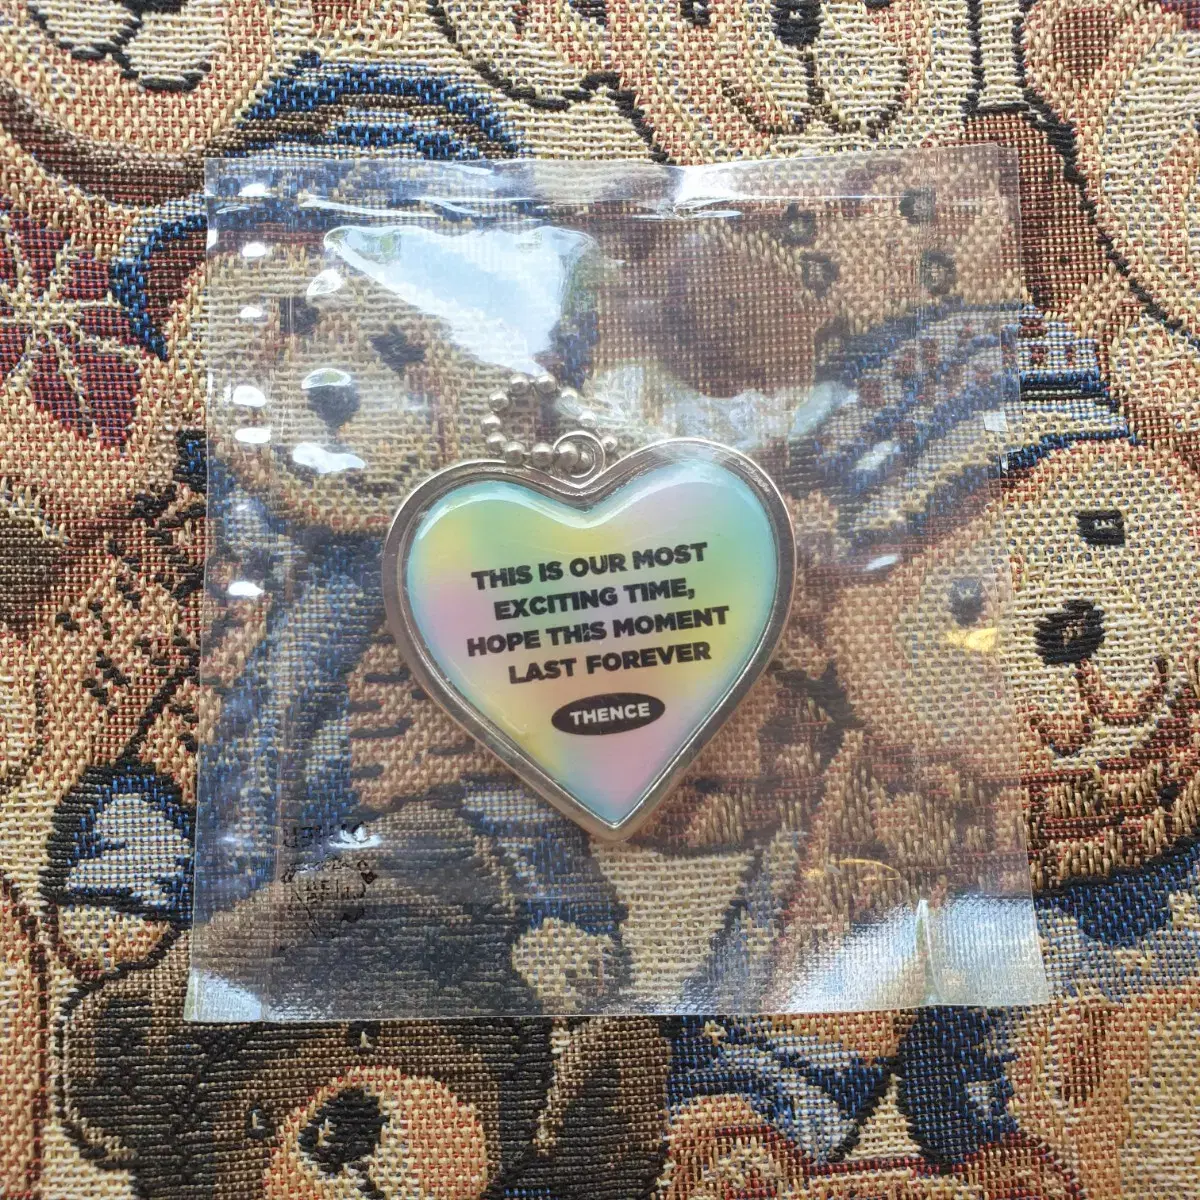 THIS IS OUR MOST
EXCITING TIME,
HOPE THIS MOMENT
LAST FOREVER
THENCE